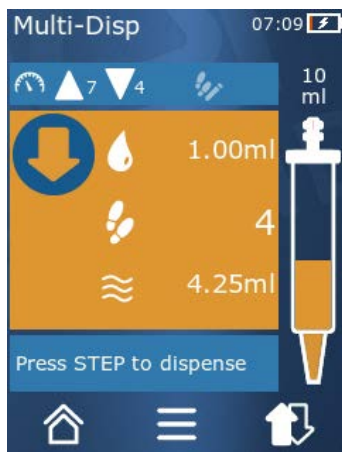 Multi-Disp 07:09
7 4
10
ml
1.00ml
4
4.25ml
Press STEP to dispense